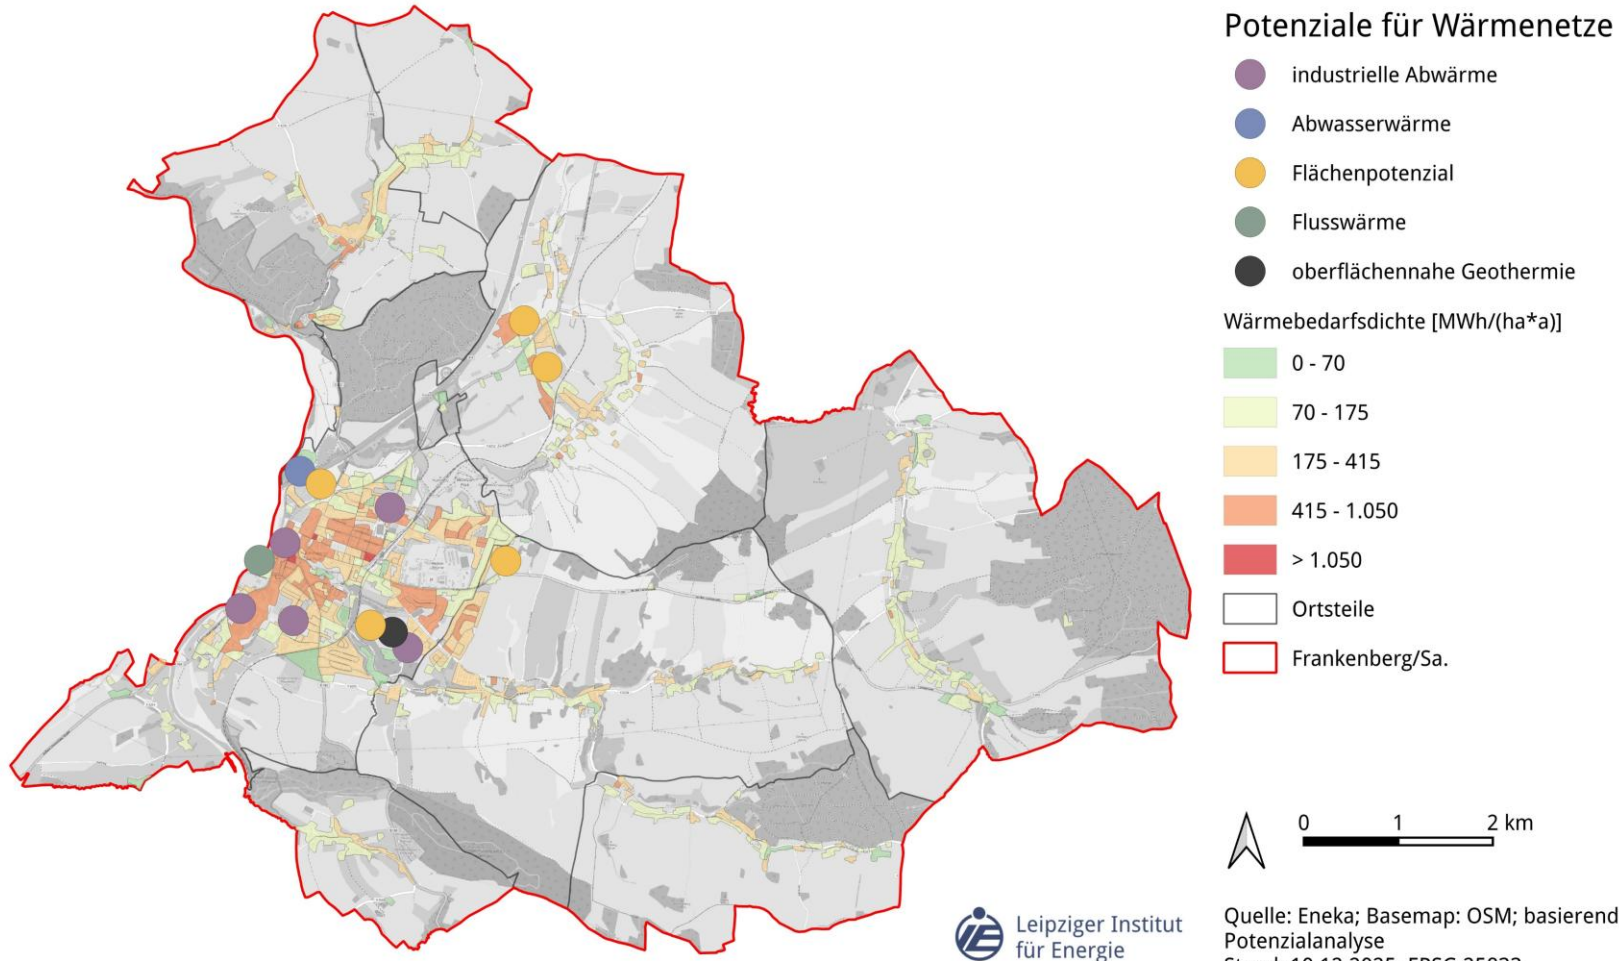 Potenziale für Wärmenetze
industrielle Abwärme
Abwasserwärme
Flächenpotenzial
Flusswärme
oberflächennahe Geothermie
Wärmebedarfsdichte [MWh/(ha*a)]
0 - 70
70 - 175
175 - 415
415 - 1.050
> 1.050
Ortsteile
Frankenberg/Sa.
0 1 2 km
Leipziger Institut
für Energie
Quelle: Eneka; Basemap: OSM; basierend
Potenzialanalyse